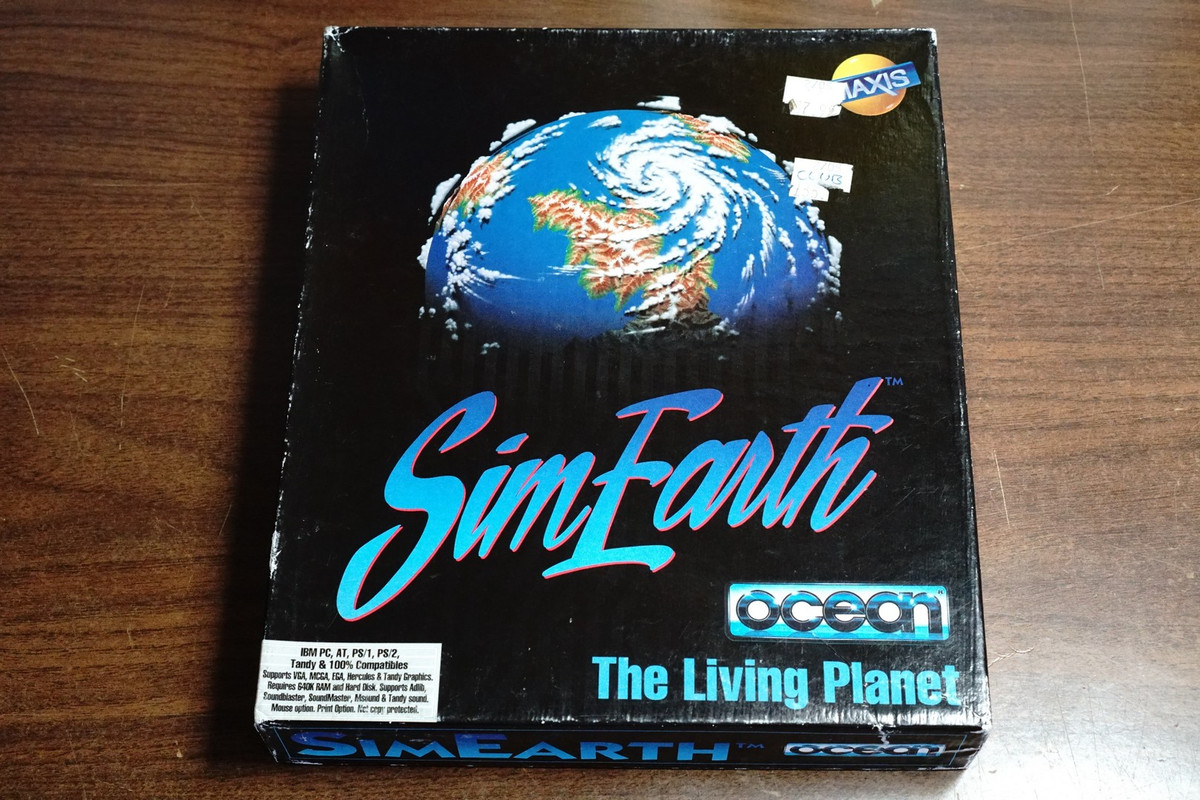 MAXIS
CLUB
SimEarth™
ocean
The Living Planet
IBM PC, AT, PS/1, PS/2,
Tandy & 100% Compatibles
Supports VGA, MCGA, EGA, Hercules & Tandy Graphics.
Requires 640K RAM and Hard Disk. Supports Adlib,
Soundblaster, SoundMaster, Msound & Tandy sound.
Mouse option. Print Option. Not copy protected.
SIMEARTH™ ocean